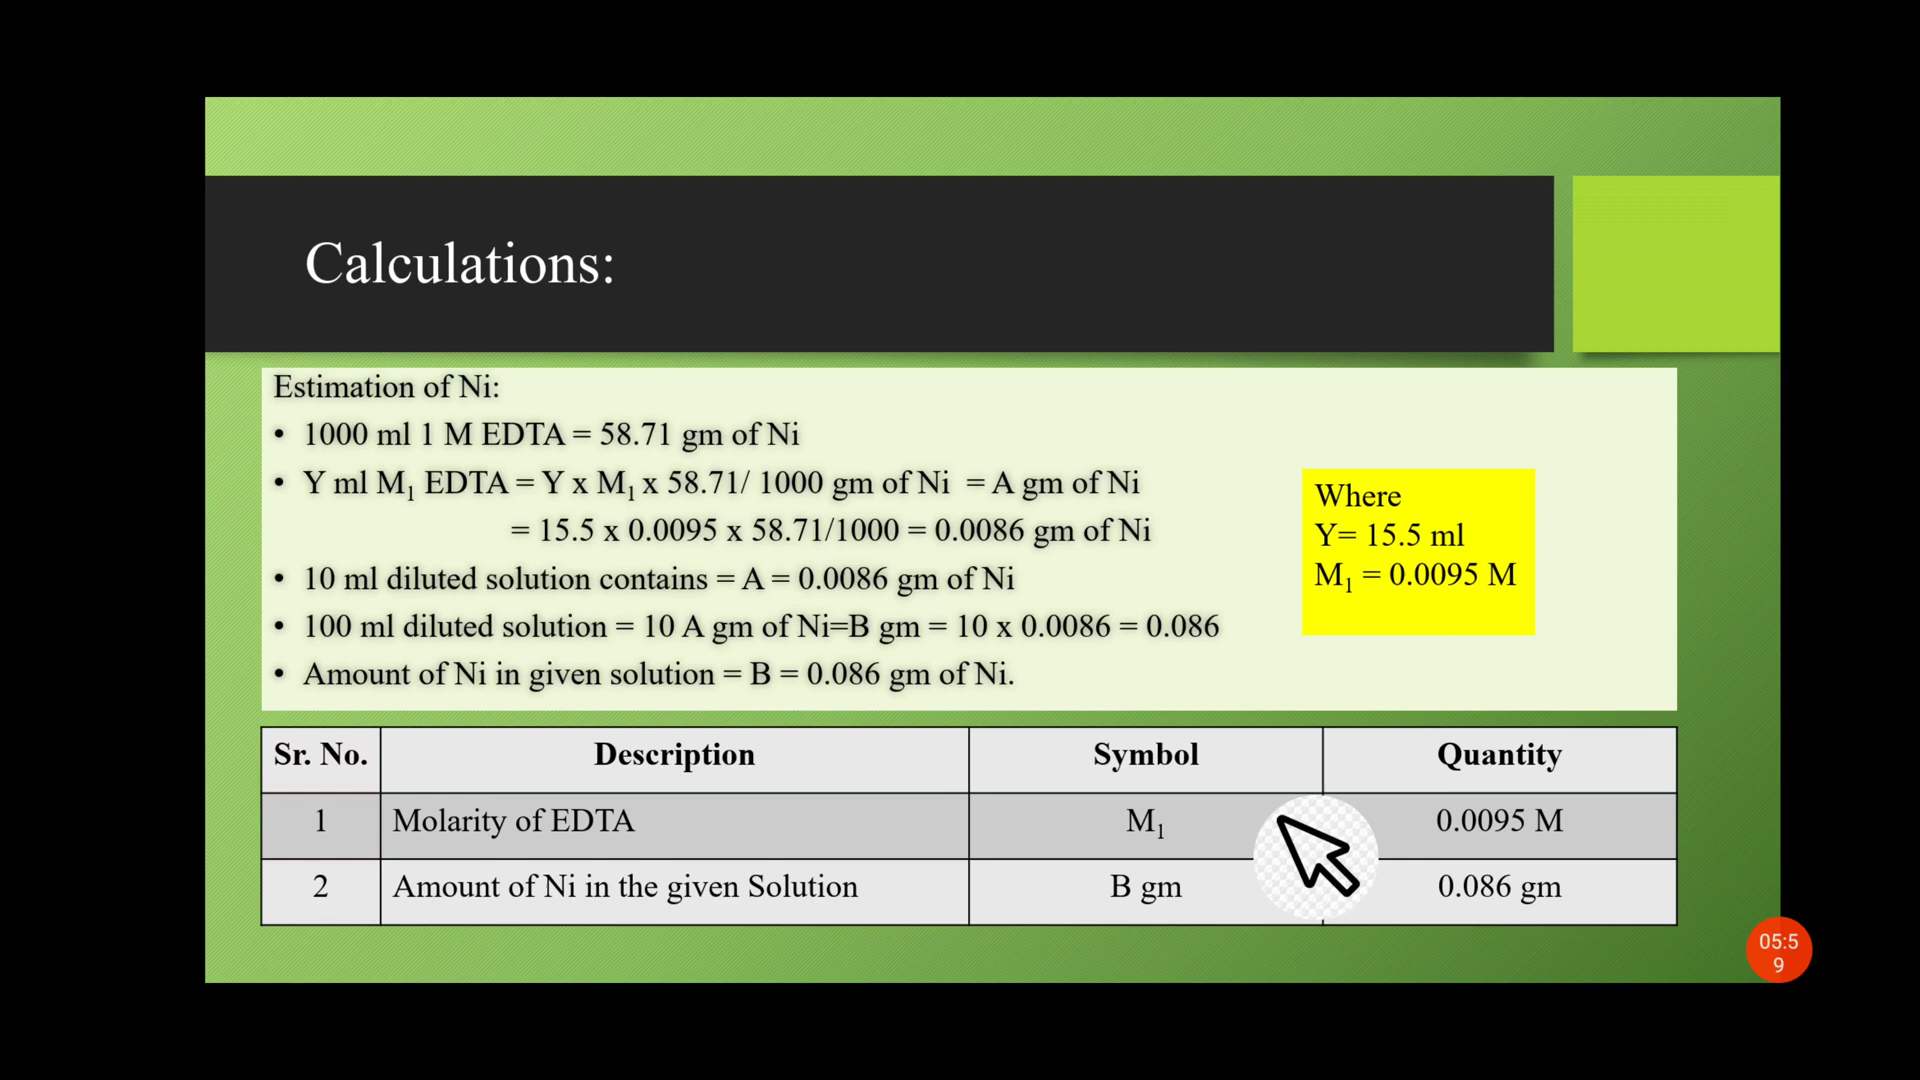 Calculations:
Estimation of Ni:
• 1000 ml 1 M EDTA = 58.71 gm of Ni
• Y ml M₁ EDTA = Y x M₁ x 58.71/ 1000 gm of Ni = A gm of Ni
= 15.5 x 0.0095 x 58.71/1000 = 0.0086 gm of Ni
• 10 ml diluted solution contains = A = 0.0086 gm of Ni
• 100 ml diluted solution = 10 A gm of Ni=B gm = 10 x 0.0086 = 0.086
• Amount of Ni in given solution = B = 0.086 gm of Ni.
Where
Y= 15.5 ml
M₁ = 0.0095 M
Sr. No. Description Symbol Quantity
1 Molarity of EDTA M₁ 0.0095 M
2 Amount of Ni in the given Solution B gm 0.086 gm
05:5
9